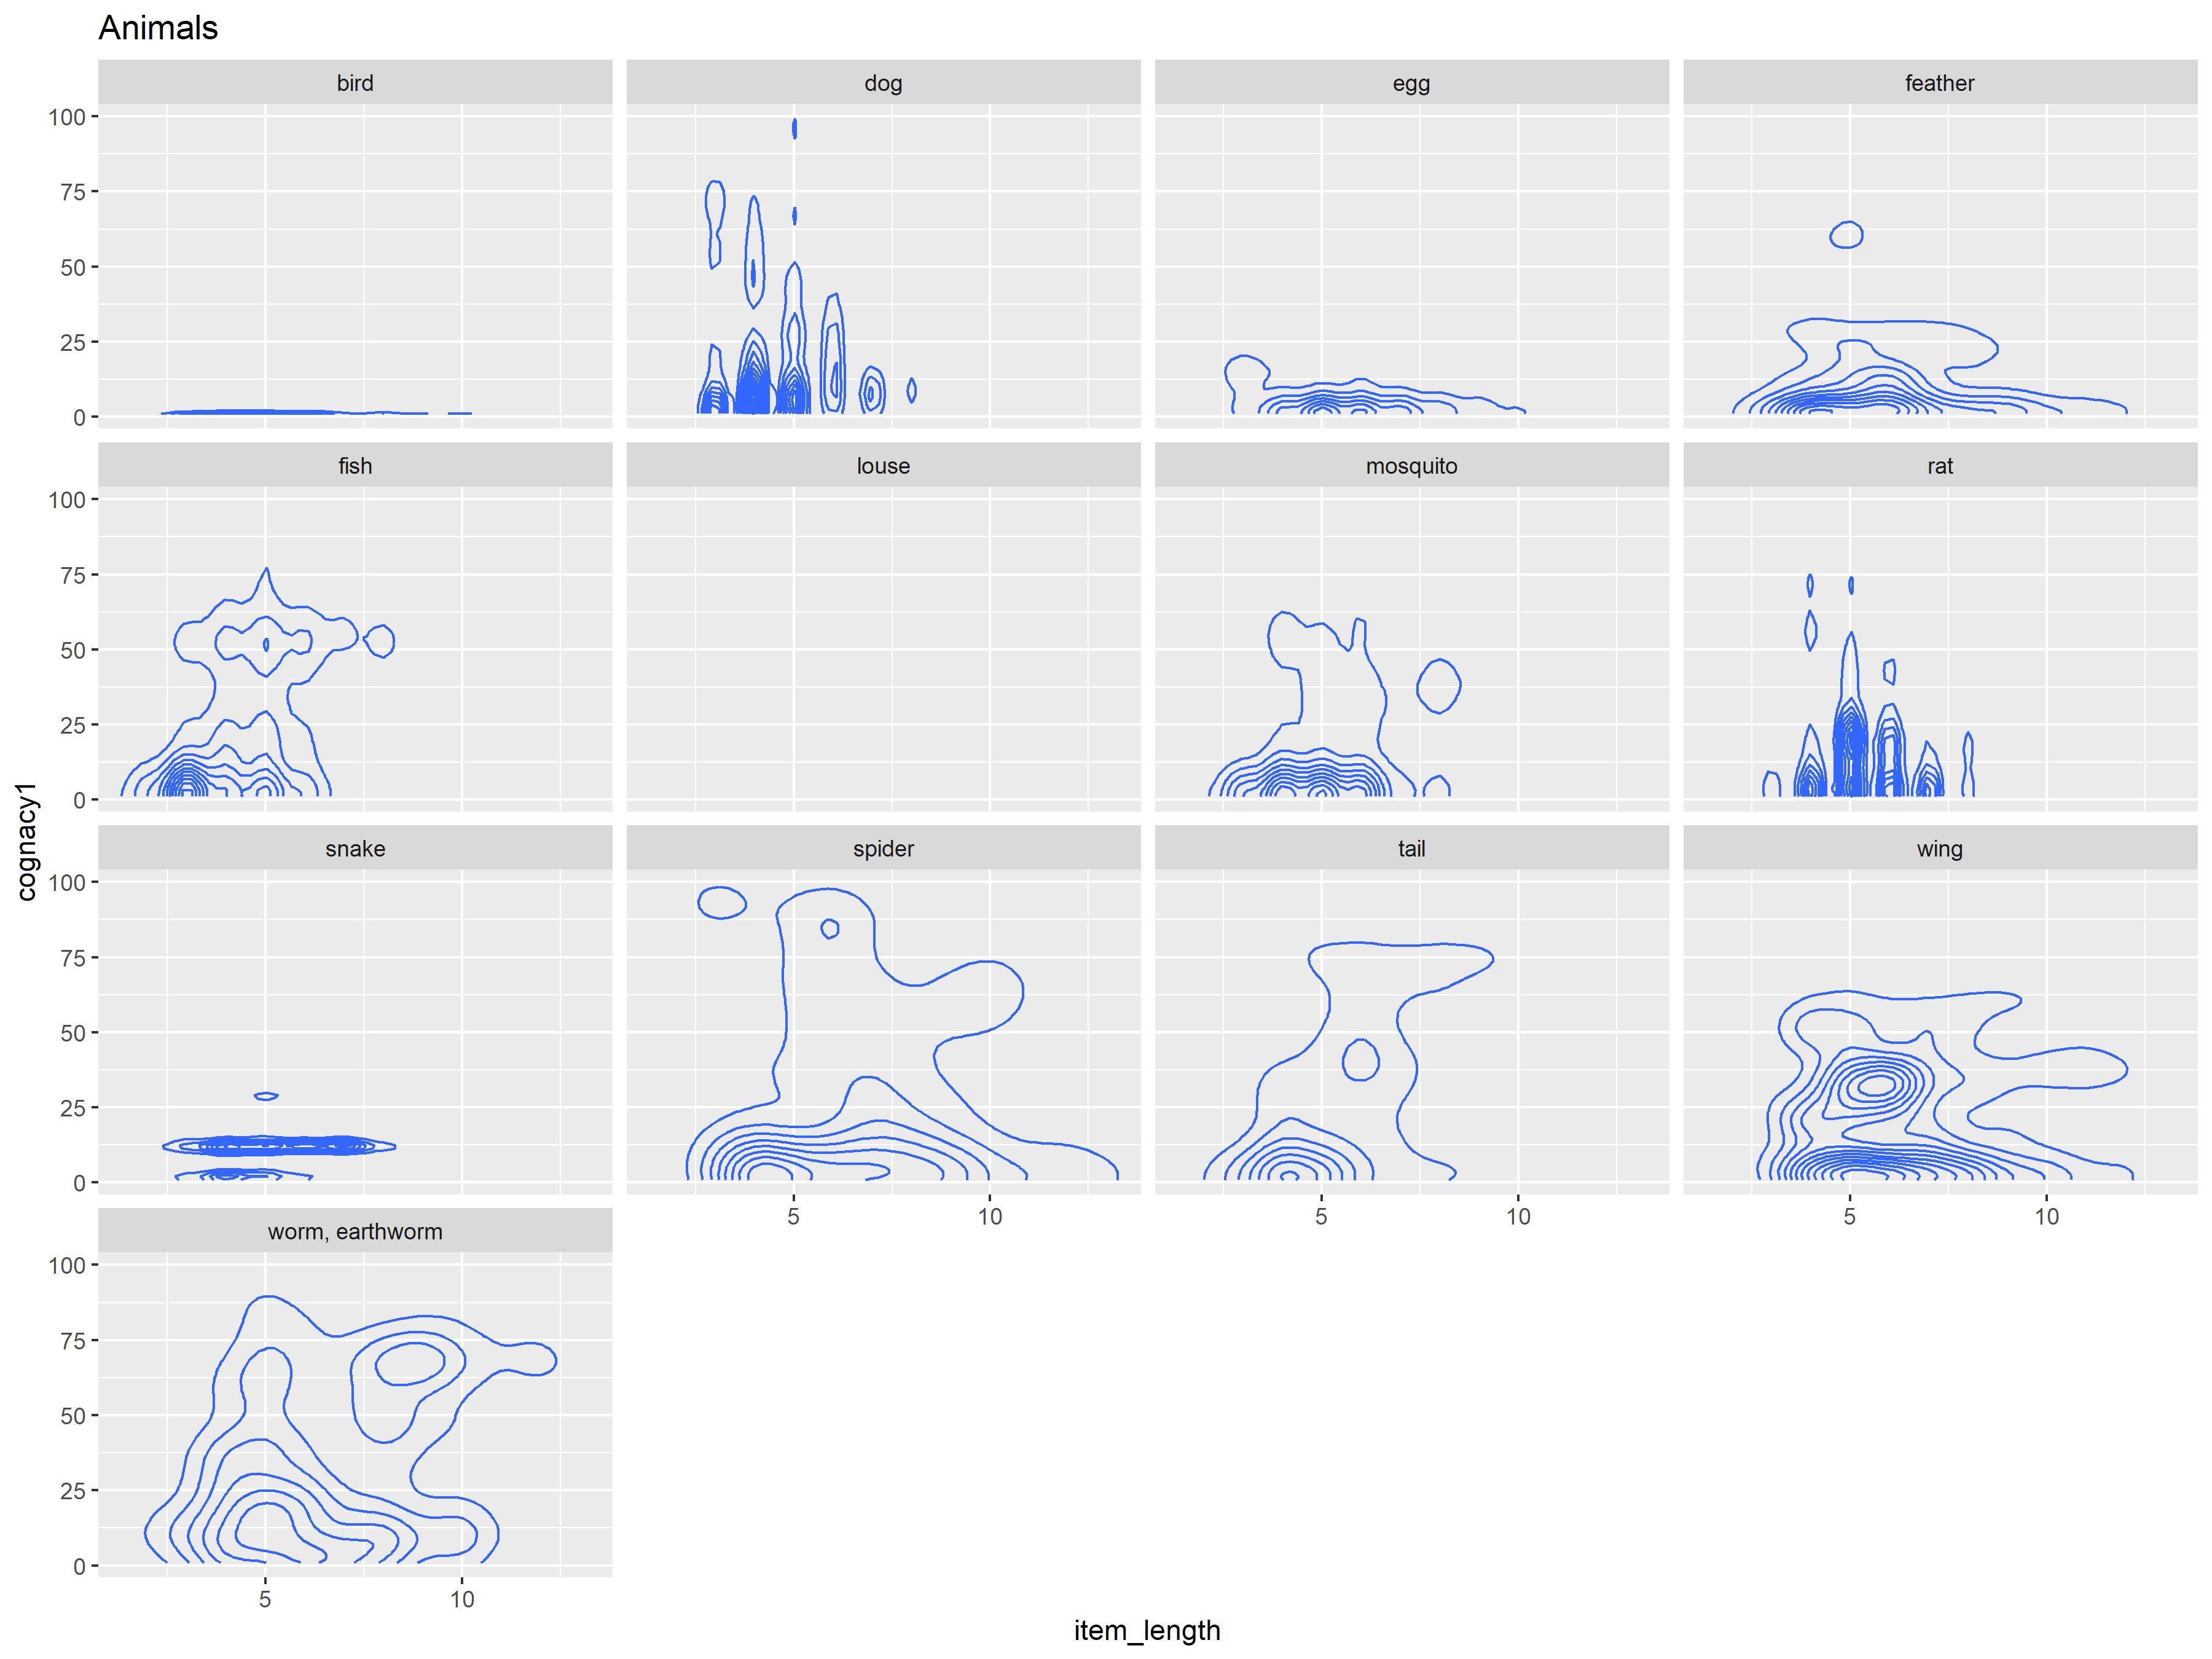 Animals
bird
dog
egg
feather
100
75
50
25
0
fish
louse
mosquito
rat
100
75
50
25
0
snake
spider
tail
wing
100
75
50
25
0
5 10
5 10
5 10
worm, earthworm
100
75
50
25
0
5 10
item_length
cognacy1